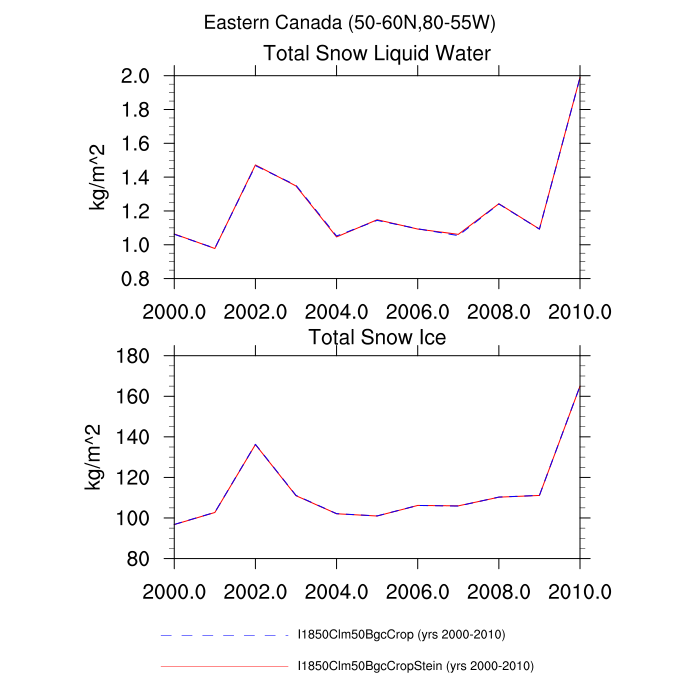 Eastern Canada (50-60N,80-55W)
Total Snow Liquid Water
2.0
1.8
1.6
1.4
1.2
1.0
0.8
kg/m^2
2000.0 2002.0 2004.0 2006.0 2008.0 2010.0
Total Snow Ice
180
160
140
120
100
80
kg/m^2
2000.0 2002.0 2004.0 2006.0 2008.0 2010.0
I1850Clm50BgcCrop (yrs 2000-2010)
I1850Clm50BgcCropStein (yrs 2000-2010)